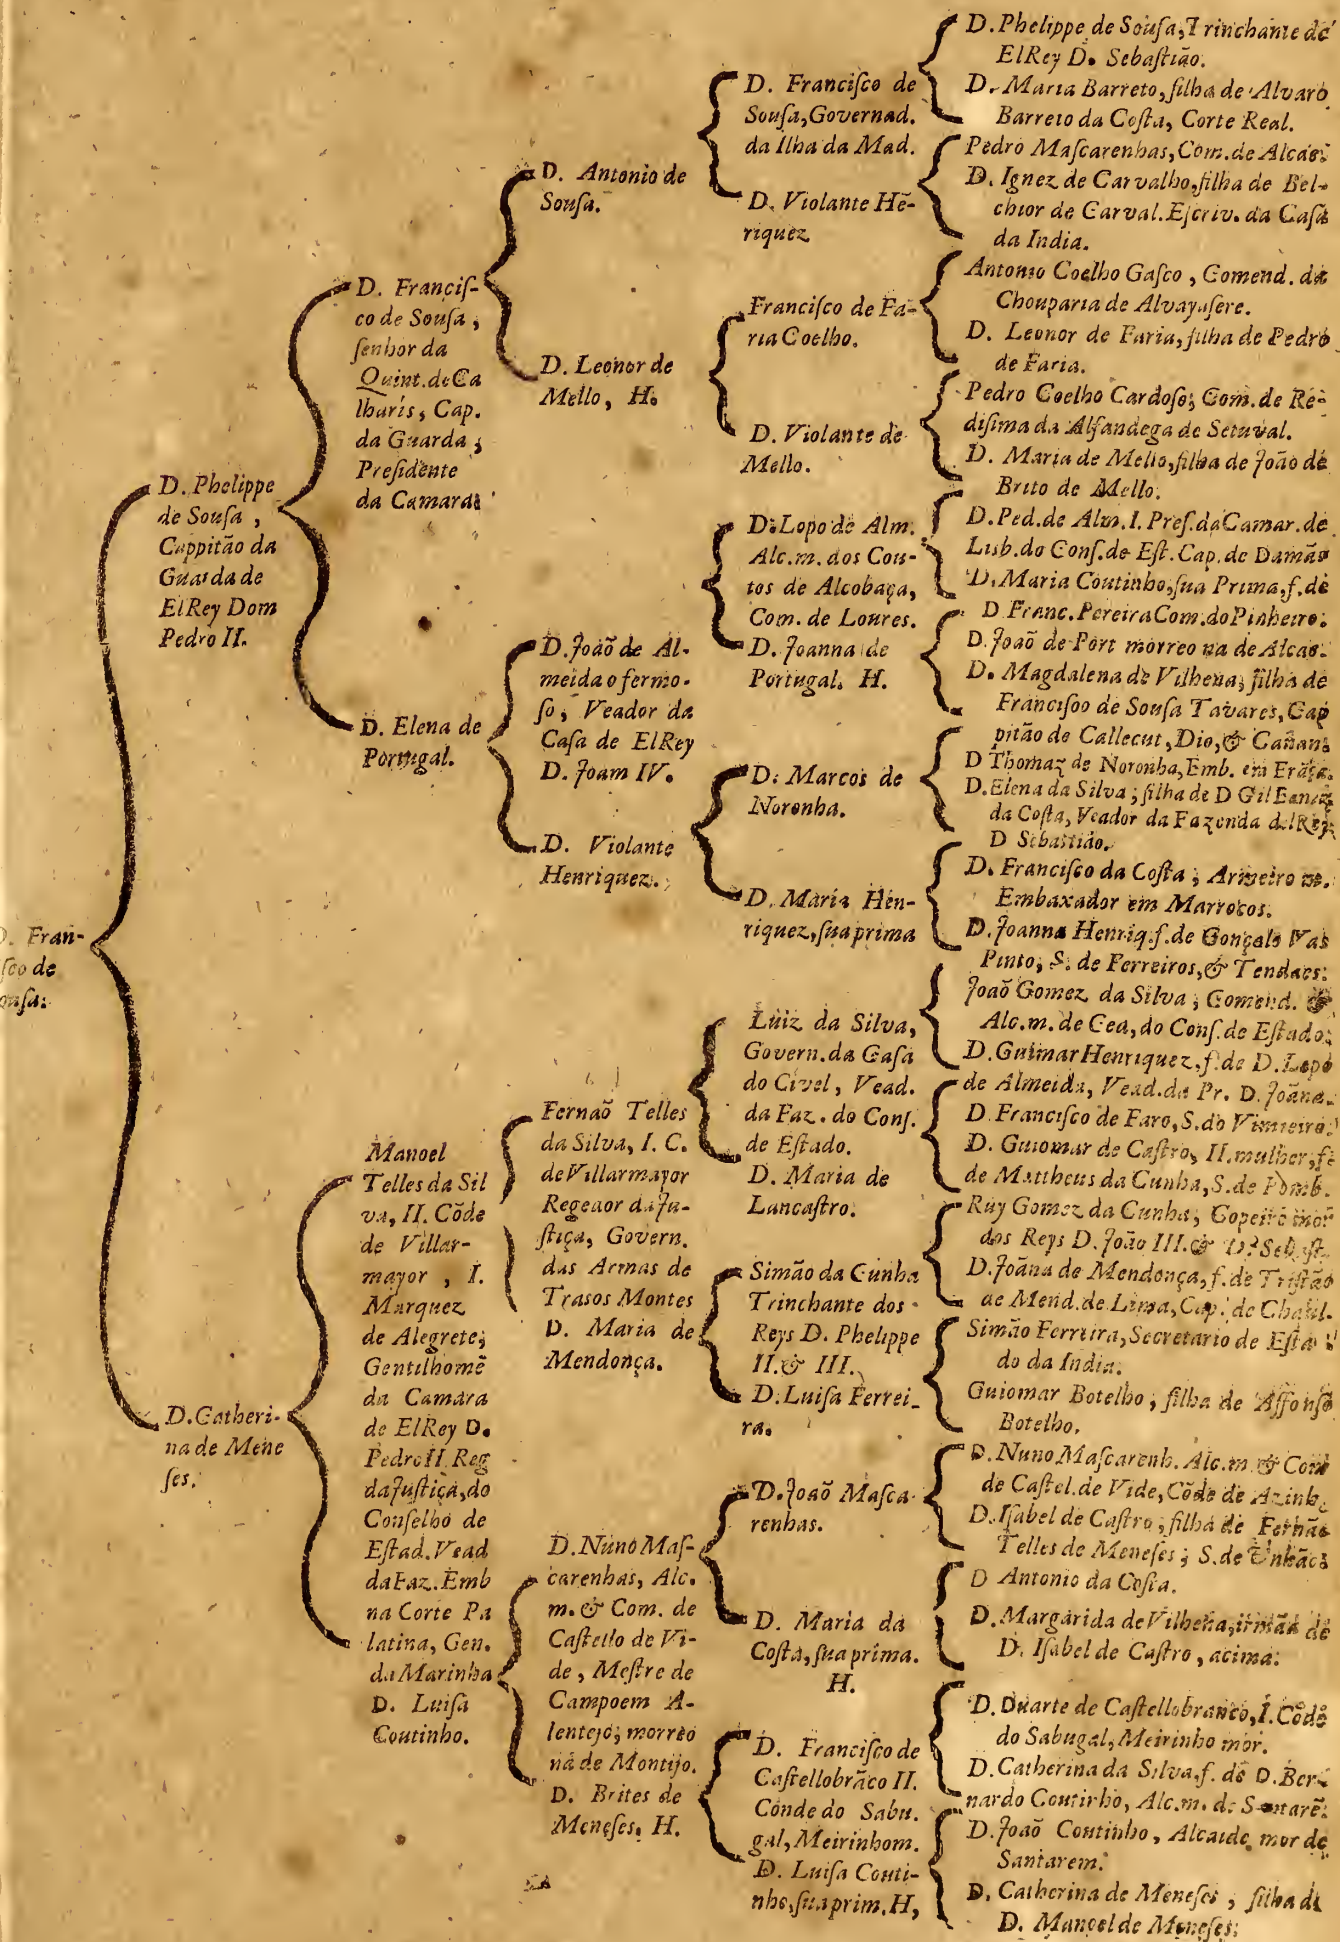 D. Fran-
ſco de
ouſa:
D. Phelippe
de Souſa,
Cappitão da
Guarda de
ElRey Dom
Pedro II.
D. Catheri-
na de Mene
ſes.
D. Franciſ-
co de Souſa,
ſenhor da
Quint. de Ca
lharis, Cap.
da Guarda,
Preſidente
da Camara.
D. Elena de
Portugal.
Manoel
Telles da Sil
va, II. Cõde
de Villar-
mayor, I.
Marquez
de Alegrete,
Gentilhomẽ
da Camara
de ElRey D.
Pedro II. Reg
da Juſtiça, do
Conſelho de
Eſtad. Vead
da Faz. Emb
na Corte Pa
latina, Gen.
da Marinha
D. Luiſa
Coutinho.
D. Antonio de
Souſa.
D. Leonor de
Mello, H.
D. Joaõ de Al-
meida o fermo-
ſo, Veador da
Caſa de ElRey
D. Joam IV.
D. Violante
Henriquez.
Fernaõ Telles
da Silva, I. C.
de Villarmayor
Regedor da Ju-
ſtiça, Govern.
das Armas de
Traſos Montes
D. Maria de
Mendonça.
D. Nuno Maſ-
carenhas, Alc.
m. & Com. de
Caſtello de Vi-
de, Meſtre de
Campo em A-
lentejo, morreo
na de Montijo.
D. Brites de
Meneſes. H.
D. Franciſco de
Souſa, Governad.
da Ilha da Mad.
D. Violante Hẽ-
riquez
Franciſco de Fa-
ria Coelho.
D. Violante de
Mello.
D. Lopo de Alm.
Alc. m. dos Cou-
tos de Alcobaça,
Com. de Loures.
D. Joanna de
Portugal. H.
D. Marcos de
Noronha.
D. Maria Hen-
riquez, ſua prima
Luiz da Silva,
Govern. da Caſa
do Civel, Vead.
da Faz. do Conſ.
de Eſtado.
D. Maria de
Lancaſtro.
Simão da Cunha
Trinchante dos
Reys D. Phelippe
II. & III.
D. Luiſa Ferrei-
ra.
D. Joaõ Maſca-
renhas.
D. Maria da
Coſta, ſua prima.
H.
D. Franciſco de
Caſtellobrãco II.
Conde do Sabu.
gal, Meirinhom.
D. Luiſa Couti-
nho, ſua prim. H,
D. Phelippe de Souſa, Trinchante de
ElRey D. Sebaſtião.
D. Maria Barreto, filha de Alvaro
Barreto da Coſta, Corte Real.
Pedro Maſcarenhas, Com. de Alcac.
D. Ignez de Carvalho, filha de Bel-
chior de Carval. Eſcriv. da Caſa
da India.
Antonio Coelho Gaſco, Comend. da
Chouparia de Alvayaſere.
D. Leonor de Faria, filha de Pedro
de Faria.
Pedro Coelho Cardoſo, Com. de Re-
diſima da Alfandega de Setuval.
D. Maria de Mello, filha de João de
Brito de Mello.
D. Ped. de Alm. I. Preſ. da Camar. de
Lisb. do Conſ. de Eſt. Cap. de Damão
D. Maria Coutinho, ſua Prima, f. de
D. Franc. Pereira Com. do Pinheiro.
D. Joaõ de Port morreo na de Alcac.
D. Magdalena de Vilhena, filha de
Franciſco de Souſa Tavares, Cap
pitão de Callecut, Dio, & Canan.
D Thomaz de Noronha, Emb. em Frãça.
D. Elena da Silva, filha de D Gil Eannez
da Coſta, Veador da Fazenda delRey
D Sebaſtião.
D. Franciſco da Coſta, Armeiro m.
Embaxador em Marrocos.
D. Joanna Henriq. f. de Gonçalo Vas
Pinto, S. de Ferreiros, & Tendaes.
Joaõ Gomez da Silva, Comend. &
Alc. m. de Cea, do Conſ. de Eſtado,
D. Guimar Henriquez, f. de D. Lopo
de Almeida, Vead. da Pr. D. Joãna.
D. Franciſco de Faro, S. do Vimieiro.
D. Guiomar de Caſtro, II. mulher, f.
de Mattheus da Cunha, S. de Pomb.
Ruy Gomez da Cunha, Copeiro mor
dos Reys D. João III. & D. Sebaſt.
D. Joãna de Mendonça, f. de Triſtão
de Mend. de Lima, Cap. de Chaul.
Simão Ferreira, Secretario de Eſta
do da India.
Guiomar Botelho, filha de Affonſo
Botelho.
D. Nuno Maſcarenh. Alc. m. & Com
de Caſtel. de Vide, Cõde de Azinh.
D. Iſabel de Caſtro, filha de Fernão
Telles de Meneſes, S. de Unhão.
D Antonio da Coſta.
D. Margarida de Vilhena, irmãa de
D. Iſabel de Caſtro, acima.
D. Duarte de Caſtellobranco, I. Cõde
do Sabugal, Meirinho mor.
D. Catherina da Silva, f. de D. Ber-
nardo Coutinho, Alc. m. de Santarẽ.
D. Joaõ Coutinho, Alcaide mor de
Santarem.
D. Catherina de Meneſes, filha de
D. Manoel de Meneſes.